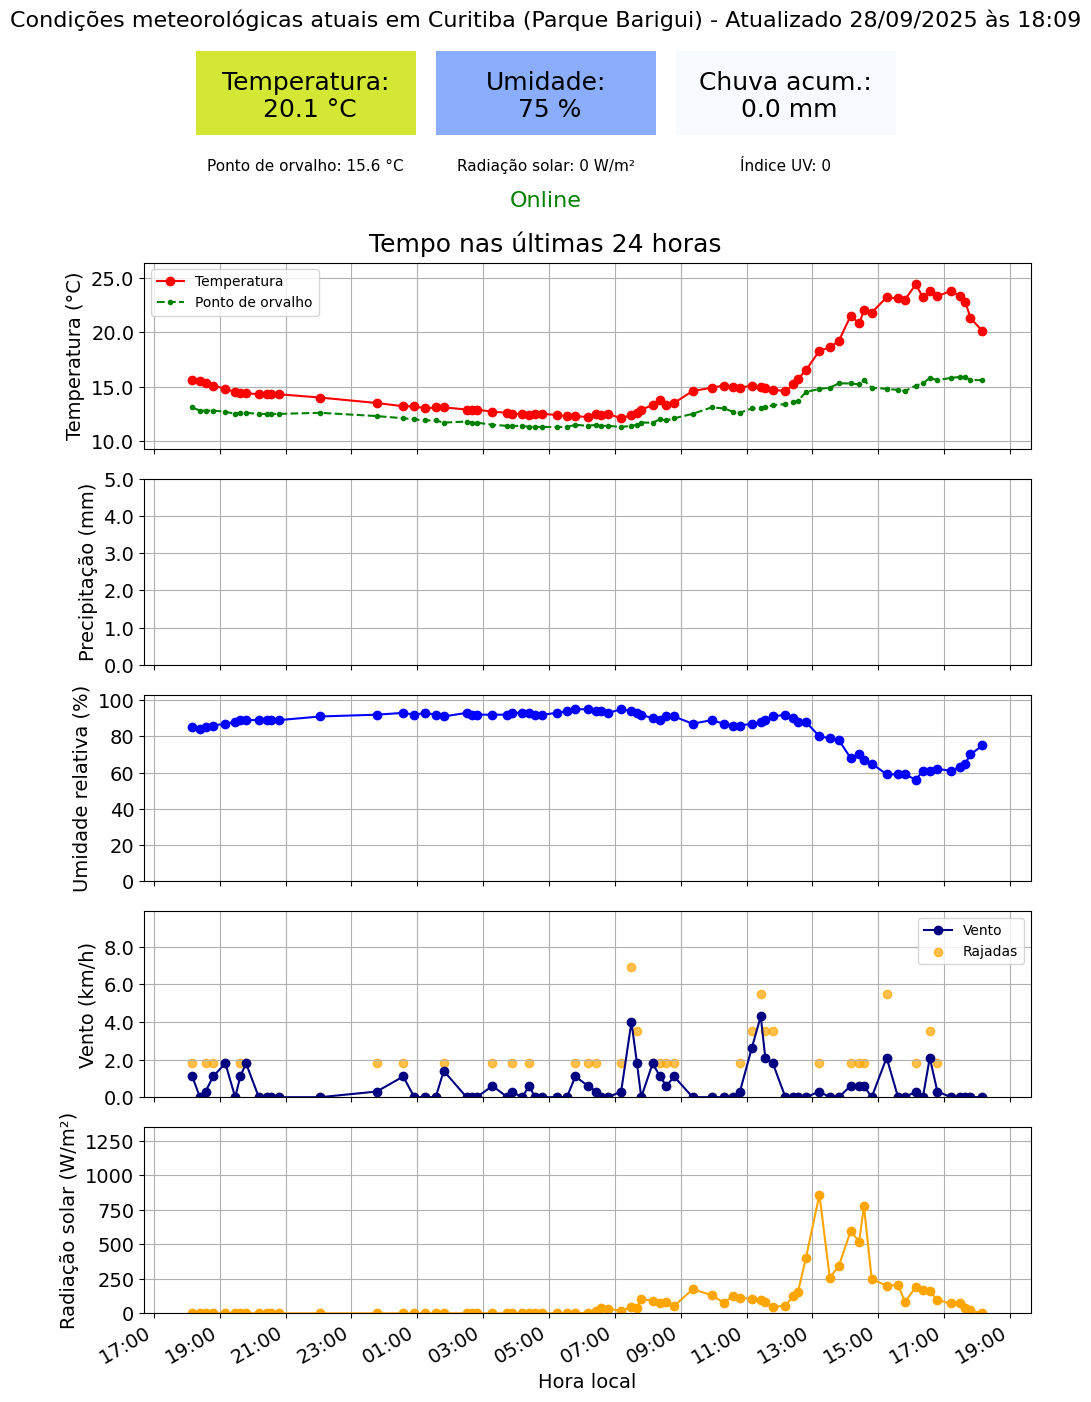 Condições meteorológicas atuais em Curitiba (Parque Barigui) - Atualizado 28/09/2025 às 18:09
Temperatura:
20.1 °C
Umidade:
75 %
Chuva acum.:
0.0 mm
Ponto de orvalho: 15.6 °C
Radiação solar: 0 W/m²
Índice UV: 0
Online
Tempo nas últimas 24 horas
Temperatura (°C)
25.0
20.0
15.0
10.0
Temperatura
Ponto de orvalho
Precipitação (mm)
5.0
4.0
3.0
2.0
1.0
0.0
Umidade relativa (%)
100
80
60
40
20
0
Vento (km/h)
8.0
6.0
4.0
2.0
0.0
Vento
Rajadas
Radiação solar (W/m²)
1250
1000
750
500
250
0
17:00
19:00
21:00
23:00
01:00
03:00
05:00
07:00
09:00
11:00
13:00
15:00
17:00
19:00
Hora local